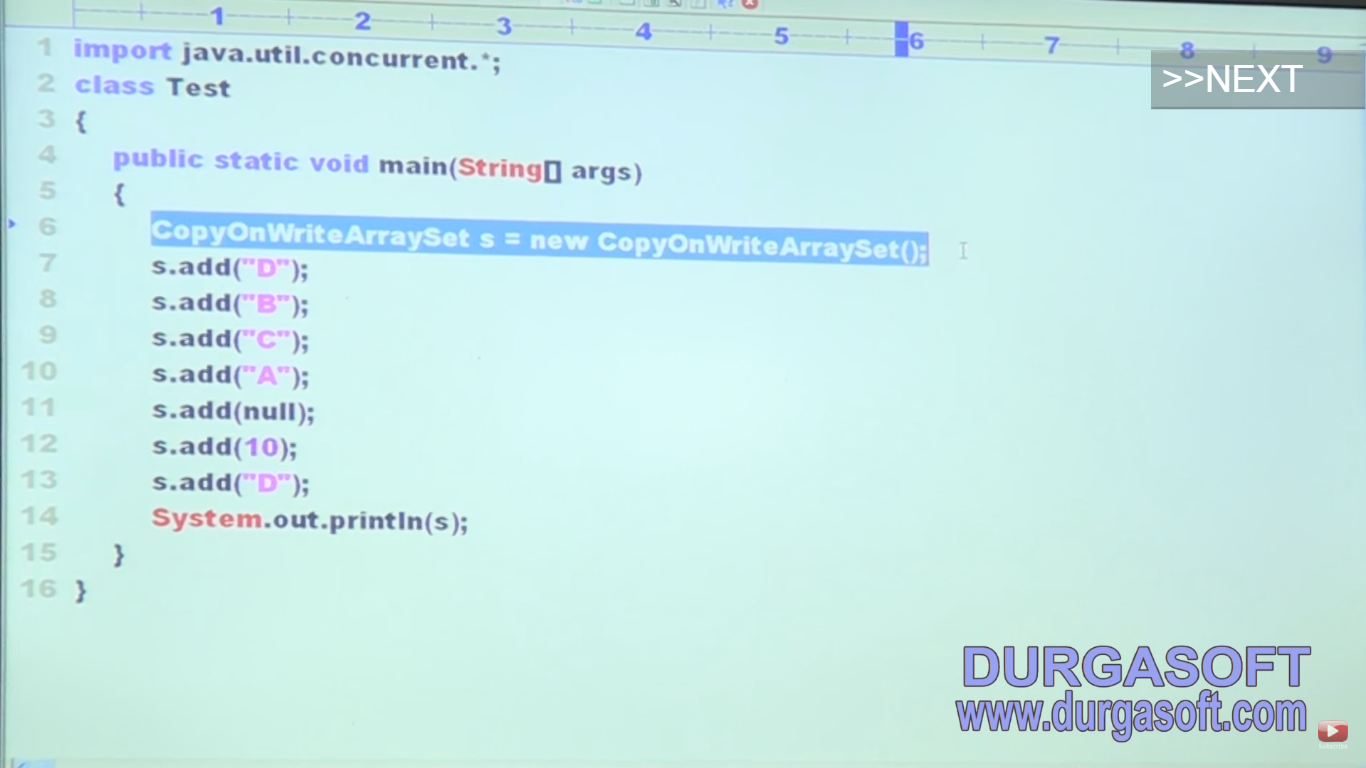 1 2 3 4 5 6 7 8 9
>>NEXT
1 import java.util.concurrent.*;
2 class Test
3 {
4 public static void main(String[] args)
5 {
6 CopyOnWriteArraySet s = new CopyOnWriteArraySet();
7 s.add("D");
8 s.add("B");
9 s.add("C");
10 s.add("A");
11 s.add(null);
12 s.add(10);
13 s.add("D");
14 System.out.println(s);
15 }
16 }
DURGASOFT
www.durgasoft.com